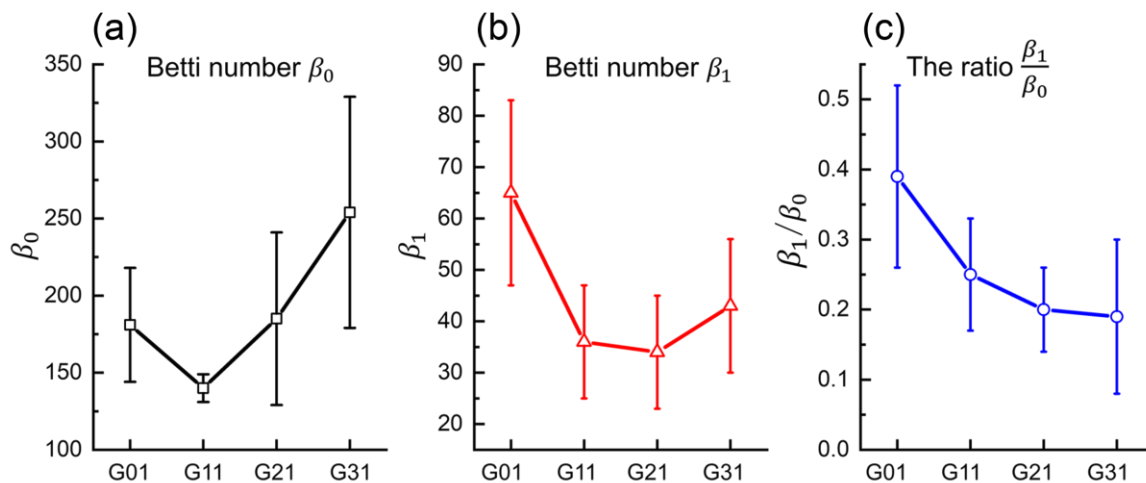 (a)
Betti number β₀
350
300
250
200
150
100
β₀
G01 G11 G21 G31
(b)
Betti number β₁
90
80
70
60
50
40
30
20
β₁
G01 G11 G21 G31
(c)
The ratio β₁/β₀
0.5
0.4
0.3
0.2
0.1
0.0
β₁/β₀
G01 G11 G21 G31